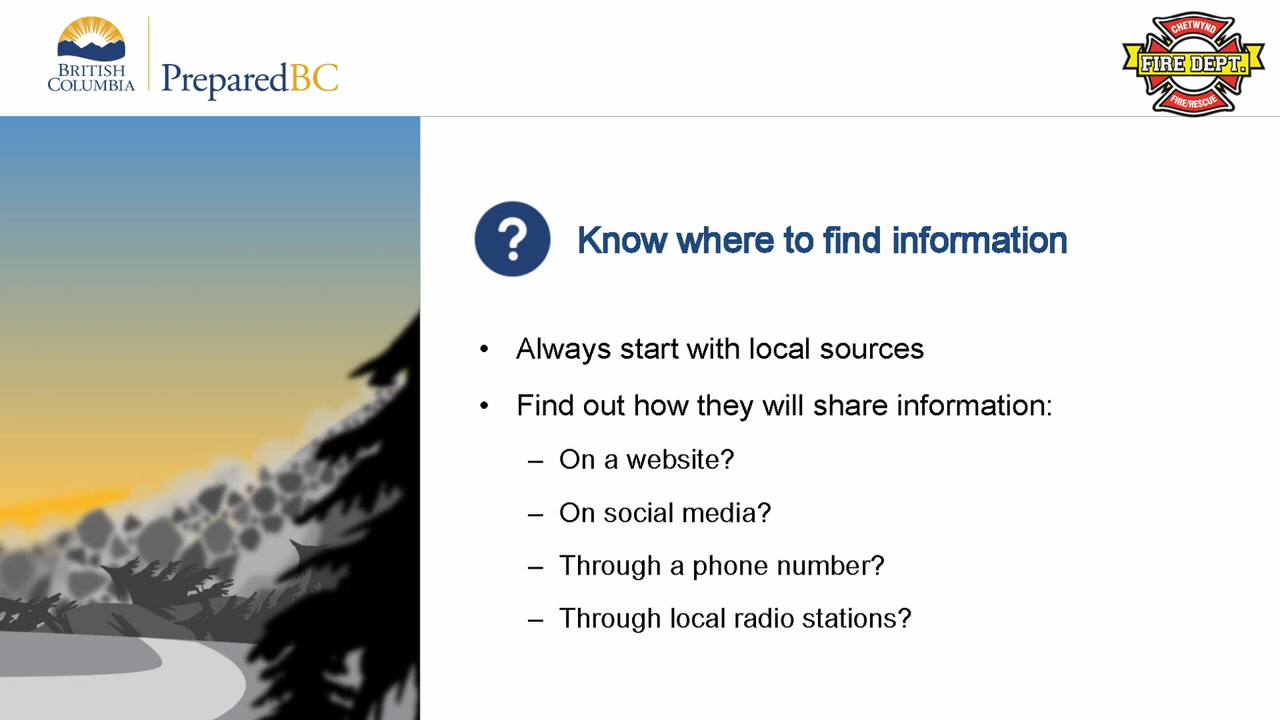 BRITISH
COLUMBIA
PreparedBC
CHETWYND
FIRE DEPT.
FIRE/RESCUE
? Know where to find information
• Always start with local sources
• Find out how they will share information:
– On a website?
– On social media?
– Through a phone number?
– Through local radio stations?